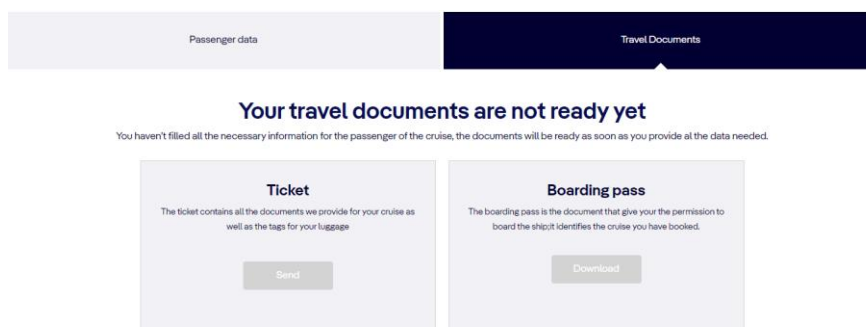 Passenger data
Travel Documents
Your travel documents are not ready yet
You haven't filled all the necessary information for the passenger of the cruise, the documents will be ready as soon as you provide al the data needed.
Ticket
The ticket contains all the documents we provide for your cruise as
well as the tags for your luggage
Send
Boarding pass
The boarding pass is the document that give your the permission to
board the ship;it identifies the cruise you have booked.
Download